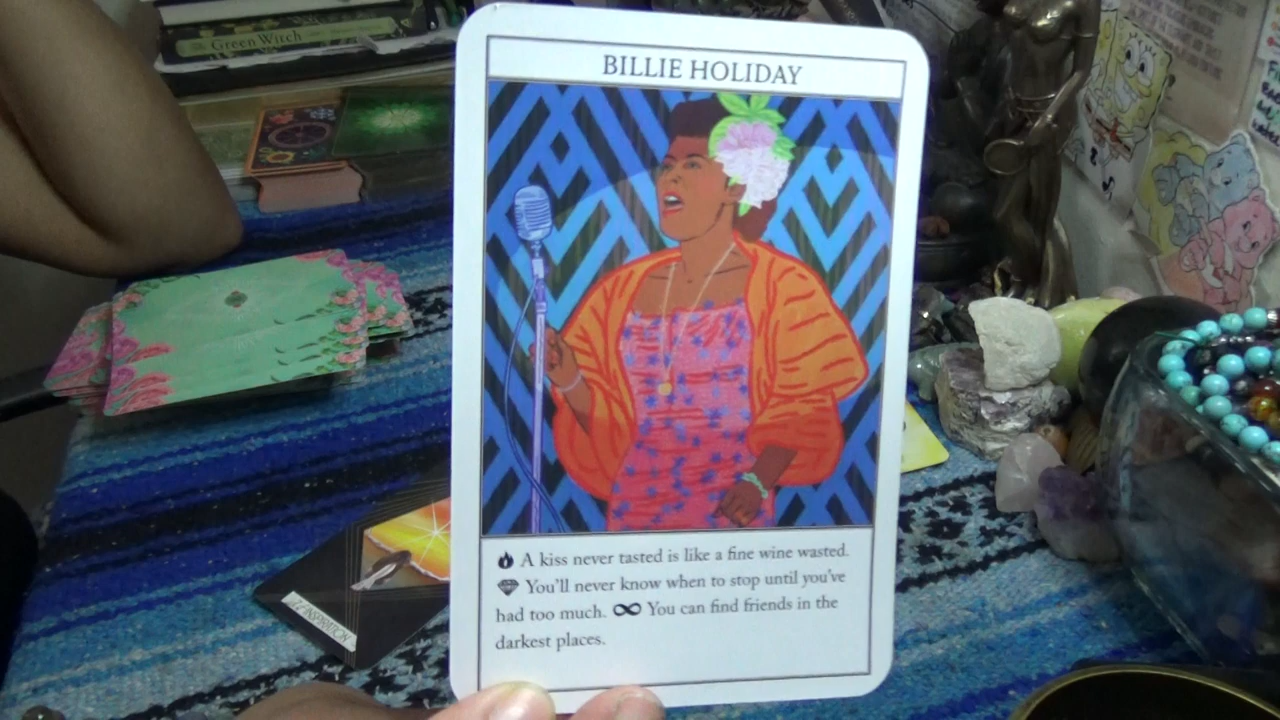 Green Witch
BILLIE HOLIDAY
A kiss never tasted is like a fine wine wasted.
You'll never know when to stop until you've
had too much. ∞ You can find friends in the
darkest places.